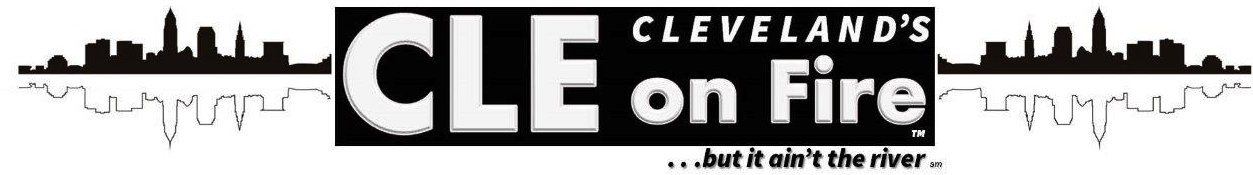 CLE CLEVELAND'S
on Fire ™
. . .but it ain't the river sm